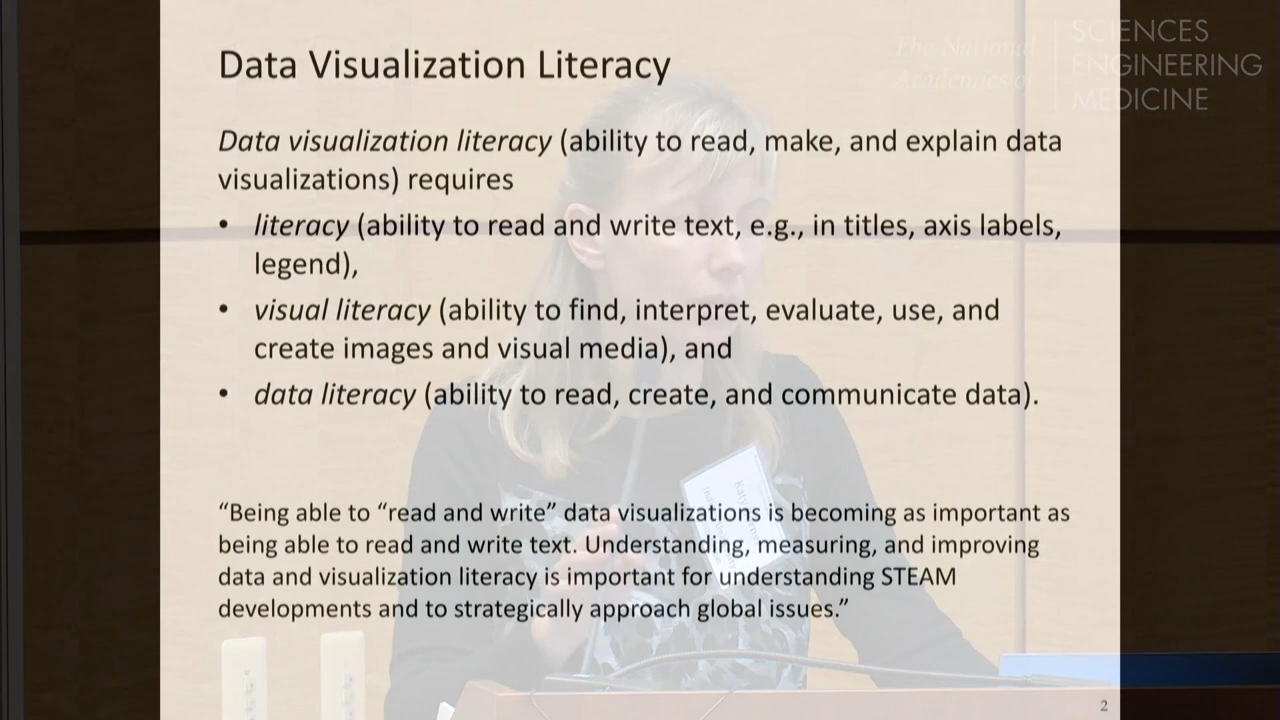 The National
Academics of
SCIENCES
ENGINEERING
MEDICINE
Data Visualization Literacy
Data visualization literacy (ability to read, make, and explain data
visualizations) requires
• literacy (ability to read and write text, e.g., in titles, axis labels,
legend),
• visual literacy (ability to find, interpret, evaluate, use, and
create images and visual media), and
• data literacy (ability to read, create, and communicate data).
“Being able to “read and write” data visualizations is becoming as important as
being able to read and write text. Understanding, measuring, and improving
data and visualization literacy is important for understanding STEAM
developments and to strategically approach global issues.”
Katy
2